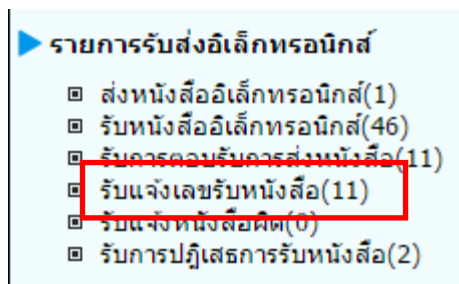 รายการรับส่งอิเล็กทรอนิกส์
ส่งหนังสืออิเล็กทรอนิกส์(1)
รับหนังสืออิเล็กทรอนิกส์(46)
รับการตอบรับการส่งหนังสือ(11)
รับแจ้งเลขรับหนังสือ(11)
รับแจ้งหนังสือผิด(0)
รับการปฏิเสธการรับหนังสือ(2)